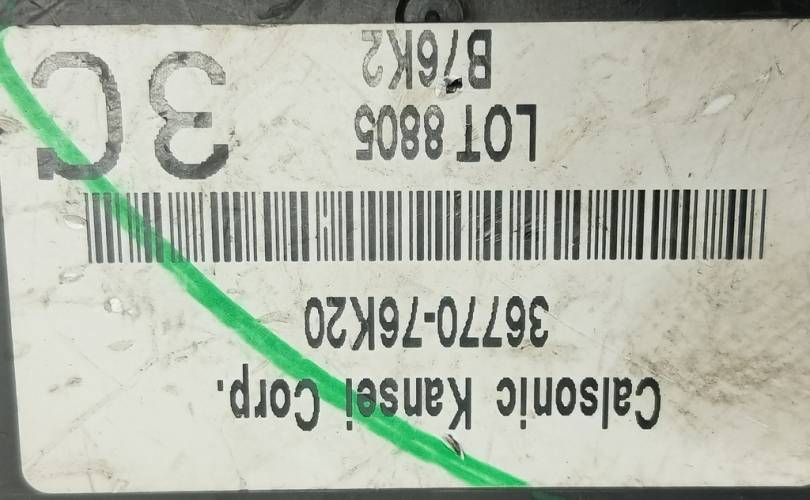 Calsonic Kansei Corp.
36770-76K20
LOT 8805
B76K2
3C